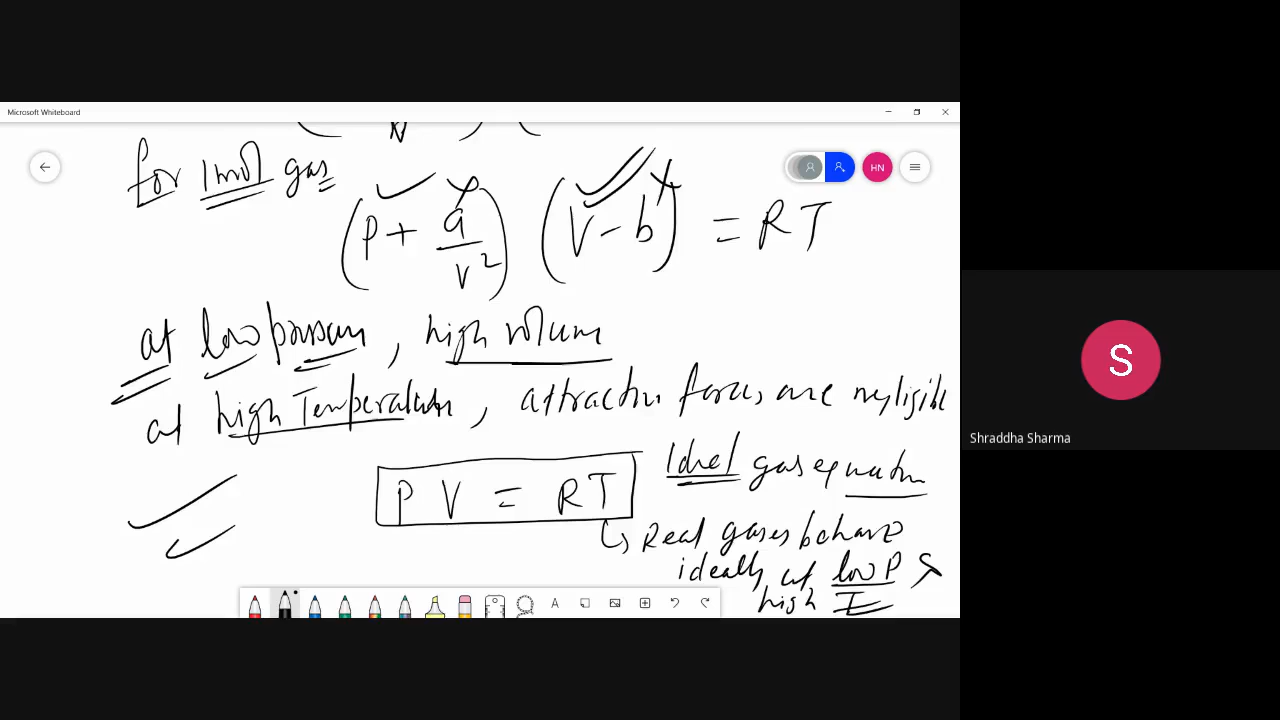 Microsoft Whiteboard
for 1mol gas
HN
(P + a/V²) (V - b) = RT
at low pressure, high volume
at high Temperature, attractive forces are negligible
S
Shraddha Sharma
Ideal gas equation
PV = RT
Real gases behave
ideally at low P &
high T
A